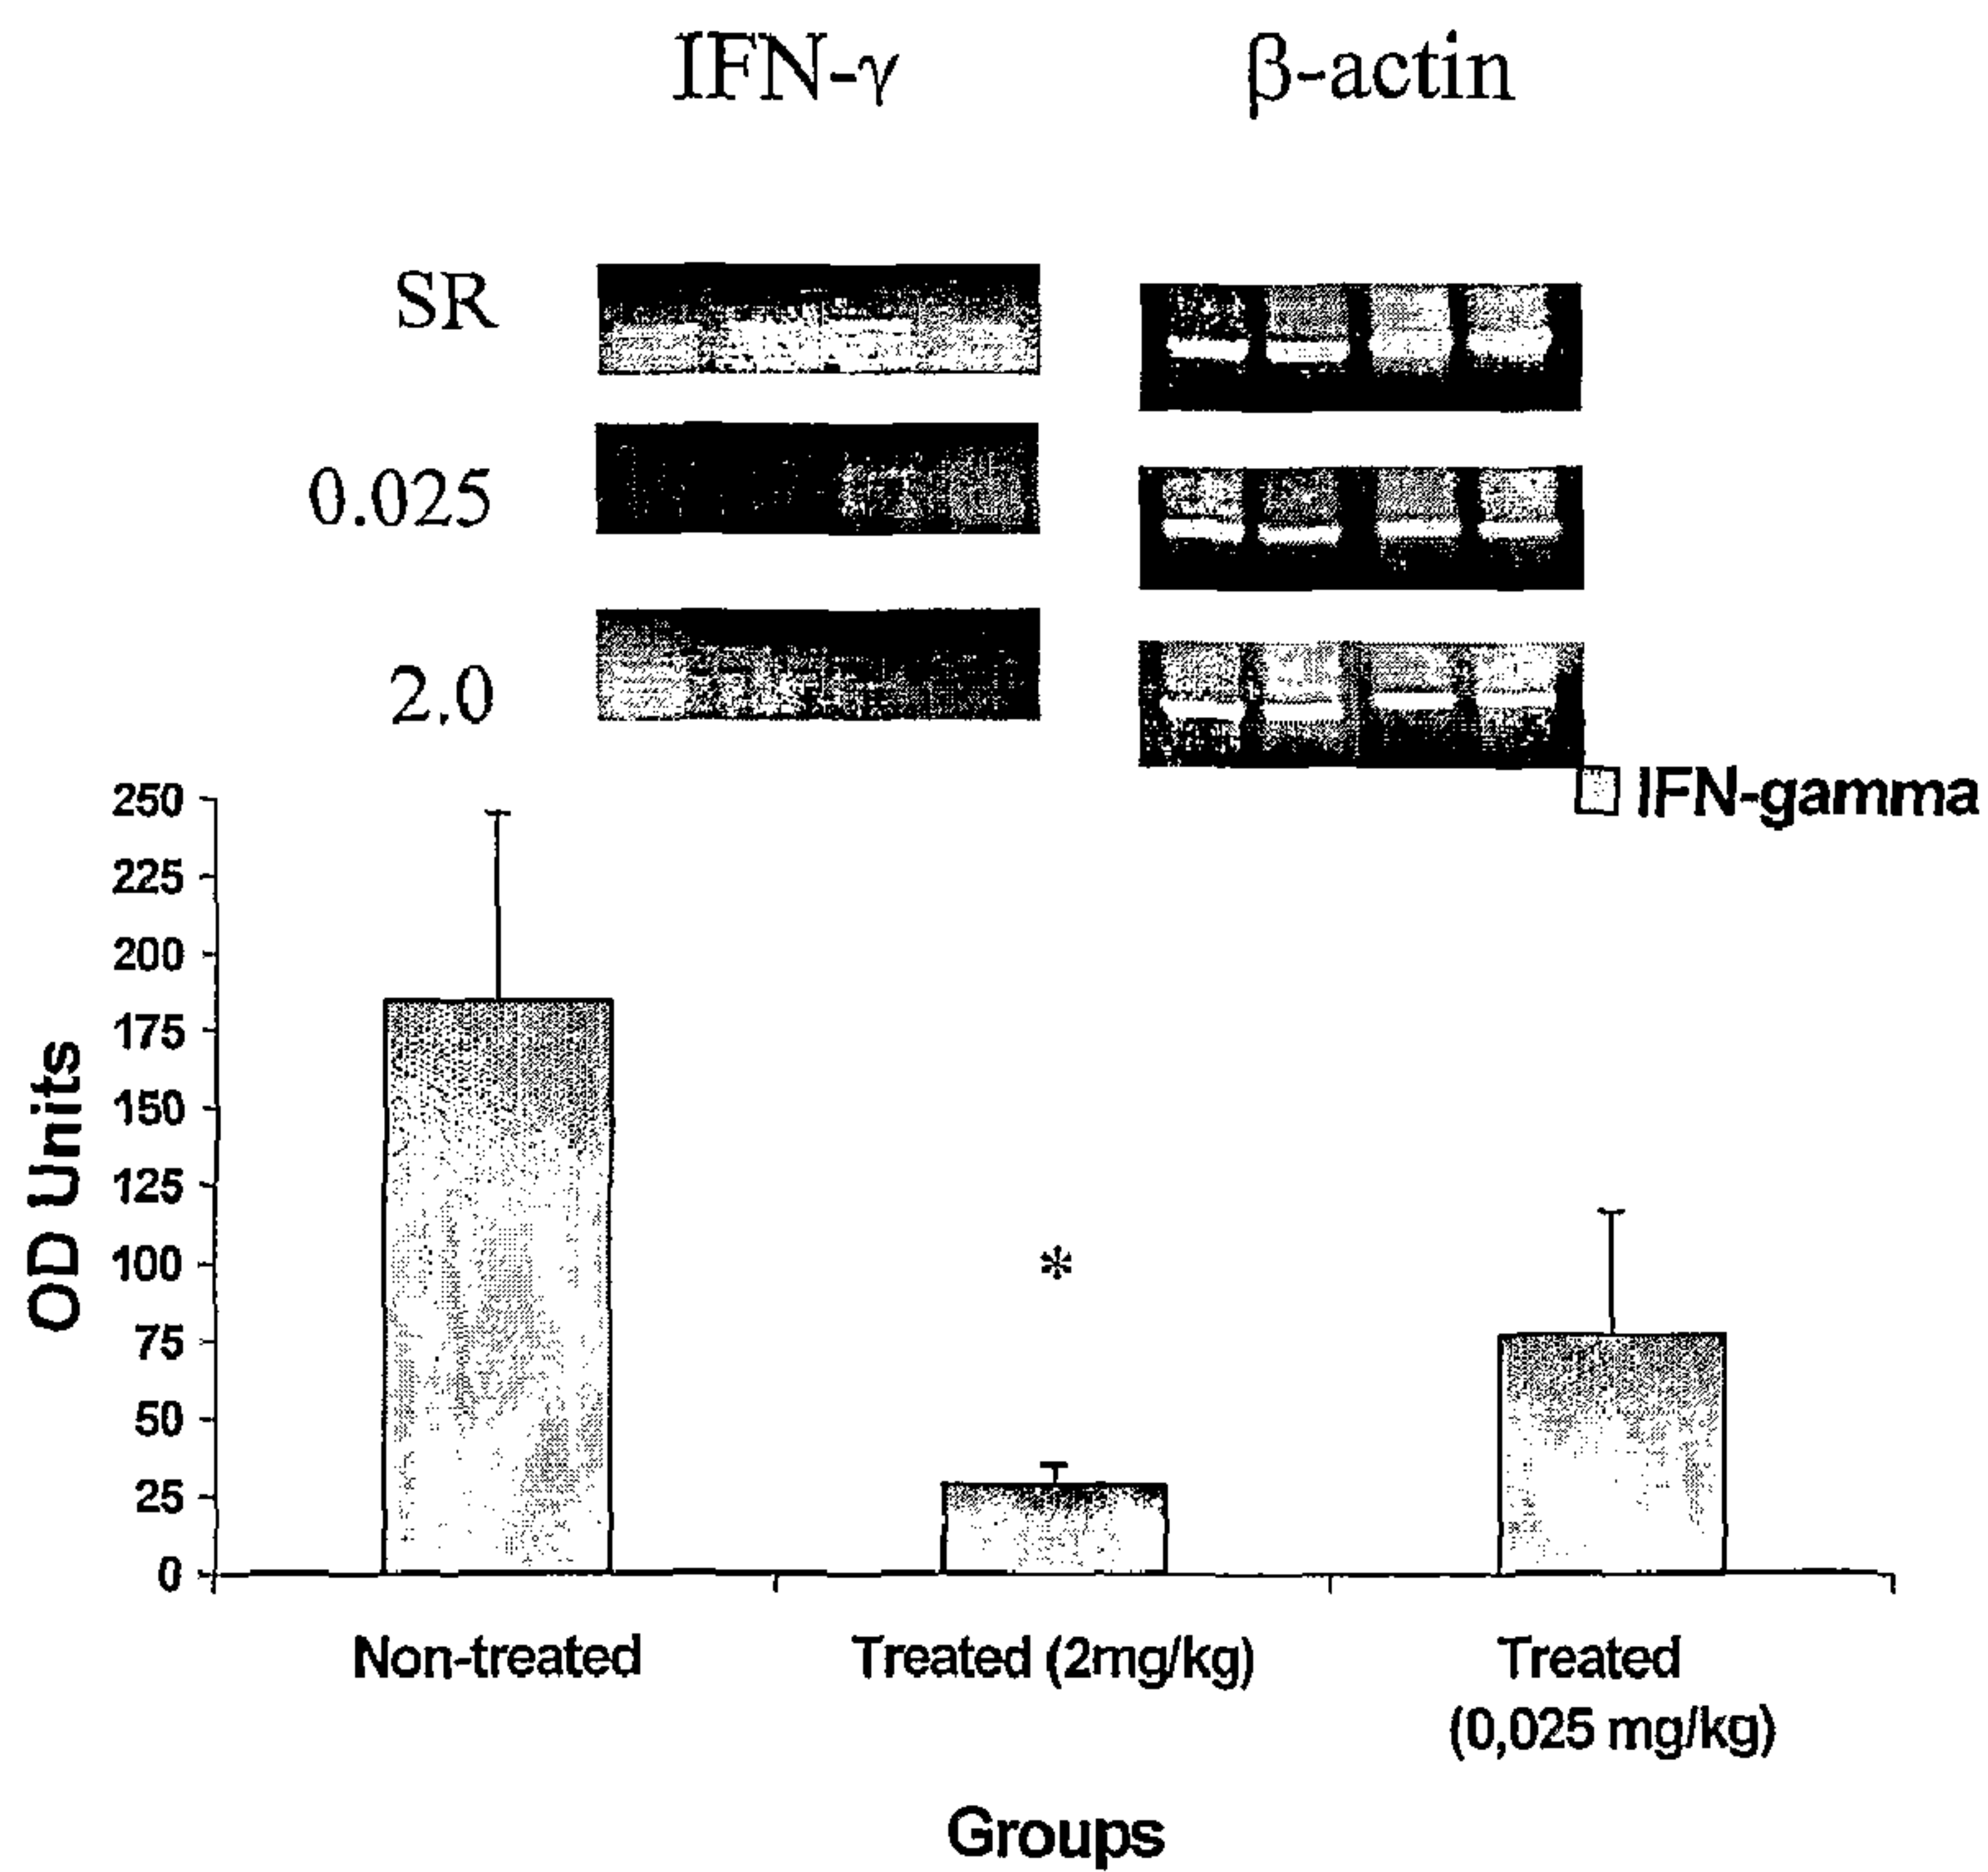 IFN-γ β-actin
SR
0.025
2.0
IFN-gamma
250
225
200
175
150
125
100
75
50
25
0
OD Units
*
Non-treated Treated (2mg/kg) Treated
(0,025 mg/kg)
Groups